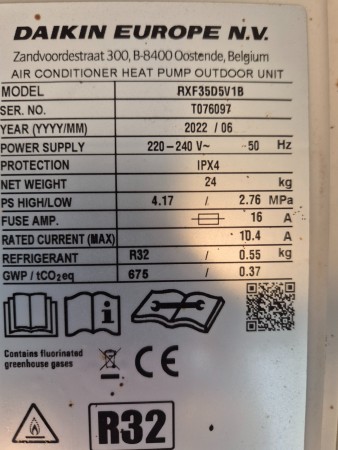 DAIKIN EUROPE N.V.
Zandvoordestraat 300, B-8400 Oostende, Belgium
AIR CONDITIONER HEAT PUMP OUTDOOR UNIT
MODEL RXF35D5V1B
SER. NO. T076097
YEAR (YYYY/MM) 2022 / 06
POWER SUPPLY 220-240 V~ 50 Hz
PROTECTION IPX4
NET WEIGHT 24 kg
PS HIGH/LOW 4.17 / 2.76 MPa
FUSE AMP. 16 A
RATED CURRENT (MAX) 10.4 A
REFRIGERANT R32 / 0.55 kg
GWP / tCO2eq 675 / 0.37
Contains fluorinated
greenhouse gases
CE
R32